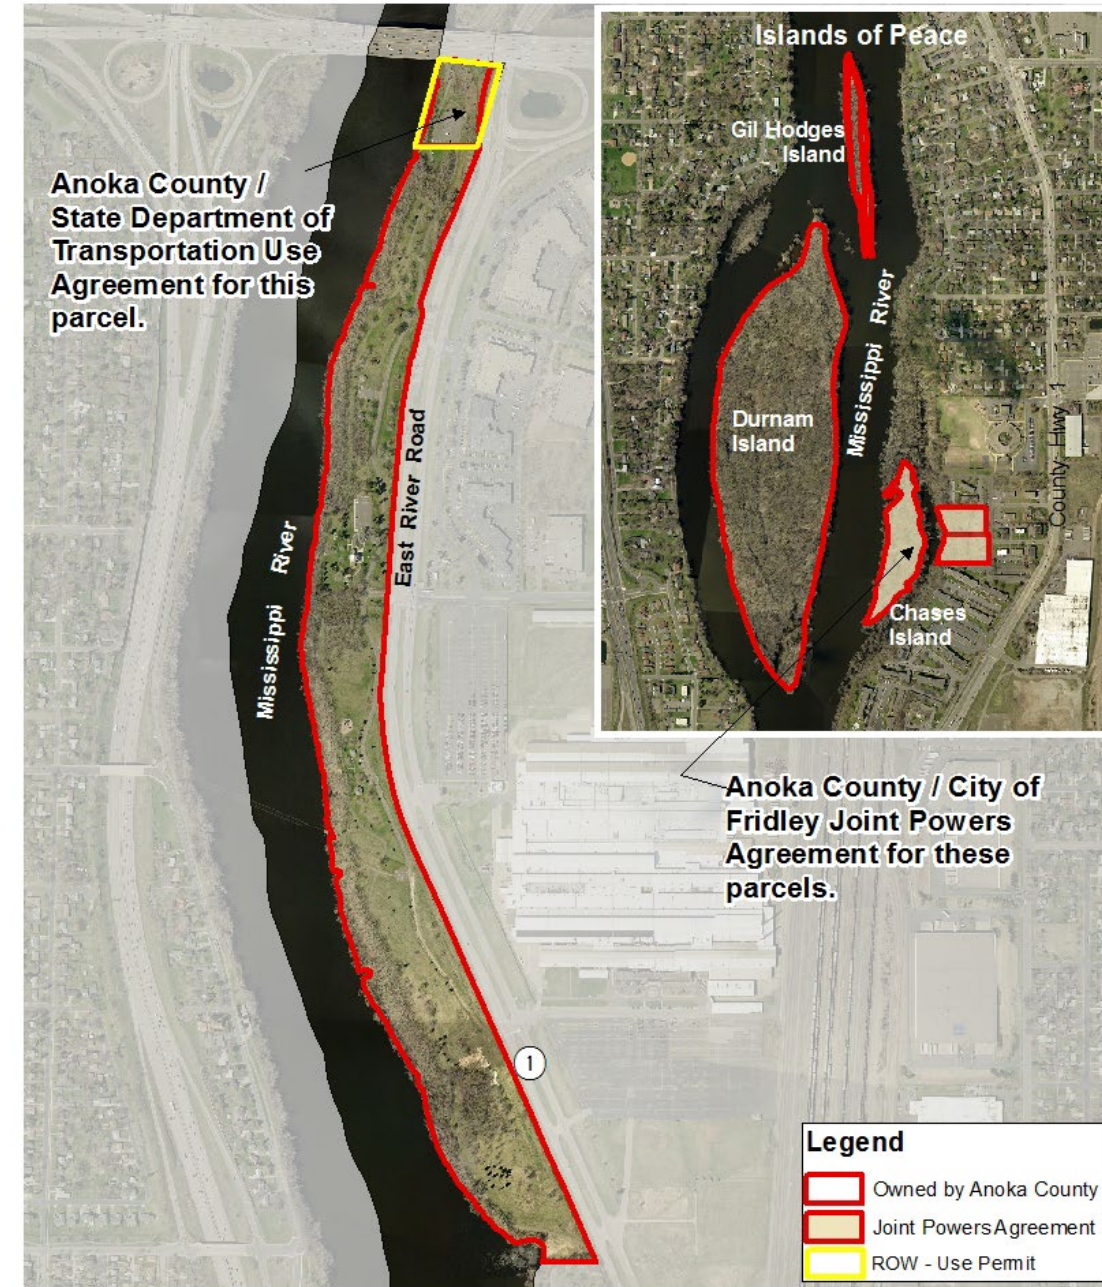 Islands of Peace
Gil Hodges
Island
Anoka County /
State Department of
Transportation Use
Agreement for this
parcel.
Mississippi River
Durnam
Island
County Hwy 1
East River Road
Mississippi River
Chases
Island
Anoka County / City of
Fridley Joint Powers
Agreement for these
parcels.
1
Legend
Owned by Anoka County
Joint Powers Agreement
ROW - Use Permit